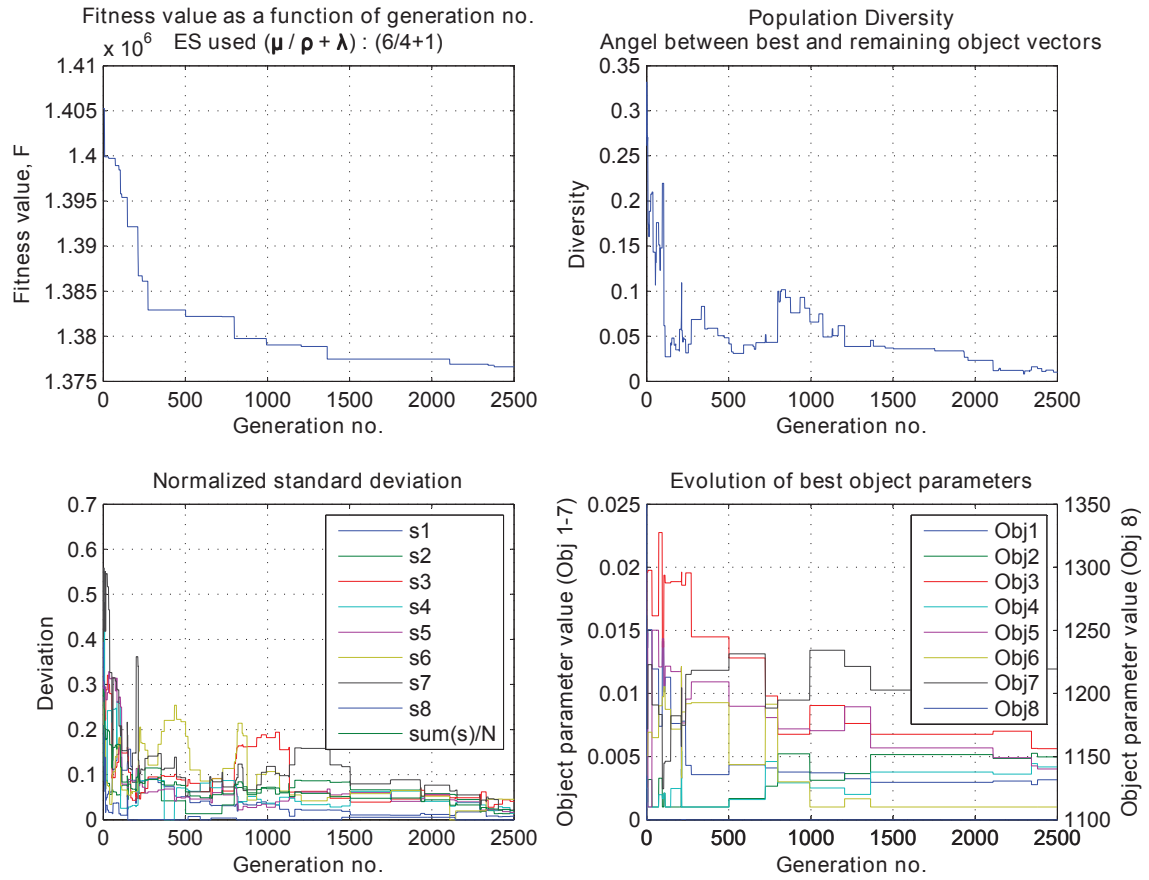 Fitness value as a function of generation no.
ES used (μ / ρ + λ) : (6/4+1)
x 10^6
1.41
1.405
1.4
1.395
1.39
1.385
1.38
1.375
Fitness value, F
0 500 1000 1500 2000 2500
Generation no.
Population Diversity
Angel between best and remaining object vectors
0.35
0.3
0.25
0.2
0.15
0.1
0.05
0
Diversity
0 500 1000 1500 2000 2500
Generation no.
Normalized standard deviation
0.7
0.6
0.5
0.4
0.3
0.2
0.1
0
Deviation
s1
s2
s3
s4
s5
s6
s7
s8
sum(s)/N
0 500 1000 1500 2000 2500
Generation no.
Evolution of best object parameters
0.025
0.02
0.015
0.01
0.005
0
Object parameter value (Obj 1-7)
Obj1
Obj2
Obj3
Obj4
Obj5
Obj6
Obj7
Obj8
1350
1300
1250
1200
1150
1100
Object parameter value (Obj 8)
0 500 1000 1500 2000 2500
Generation no.